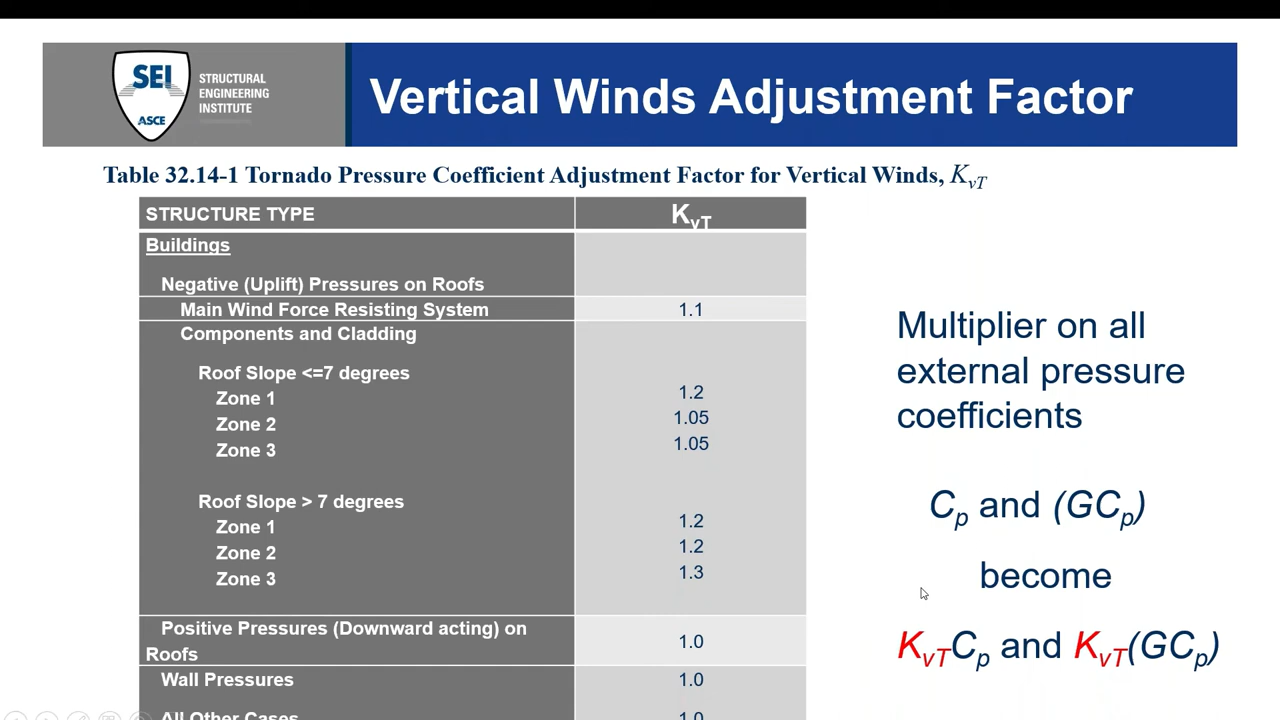 SEI
ASCE
STRUCTURAL
ENGINEERING
INSTITUTE
Vertical Winds Adjustment Factor
Table 32.14-1 Tornado Pressure Coefficient Adjustment Factor for Vertical Winds, KvT
STRUCTURE TYPE KvT
Buildings
Negative (Uplift) Pressures on Roofs
Main Wind Force Resisting System 1.1
Components and Cladding
Roof Slope <=7 degrees
Zone 1 1.2
Zone 2 1.05
Zone 3 1.05
Roof Slope > 7 degrees
Zone 1 1.2
Zone 2 1.2
Zone 3 1.3
Positive Pressures (Downward acting) on
Roofs 1.0
Wall Pressures 1.0
All Other Cases 1.0
Multiplier on all
external pressure
coefficients
Cp and (GCp)
become
KvTCp and KvT(GCp)